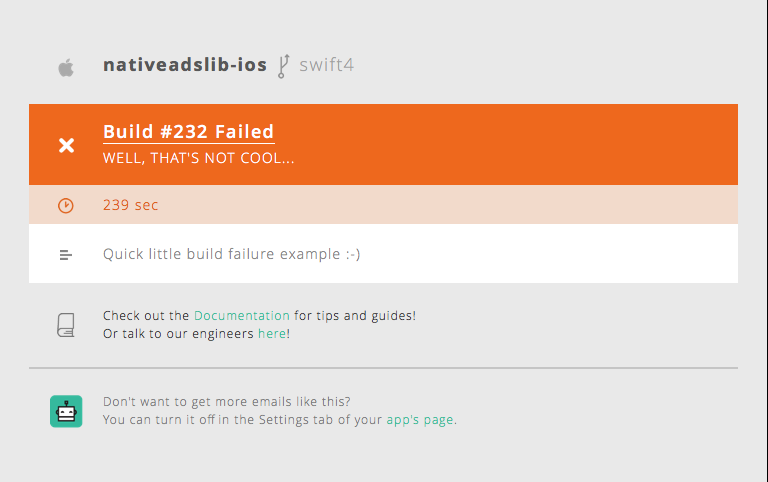 nativeadslib-ios swift4
Build #232 Failed
WELL, THAT'S NOT COOL...
239 sec
Quick little build failure example :-)
Check out the Documentation for tips and guides!
Or talk to our engineers here!
Don't want to get more emails like this?
You can turn it off in the Settings tab of your app's page.